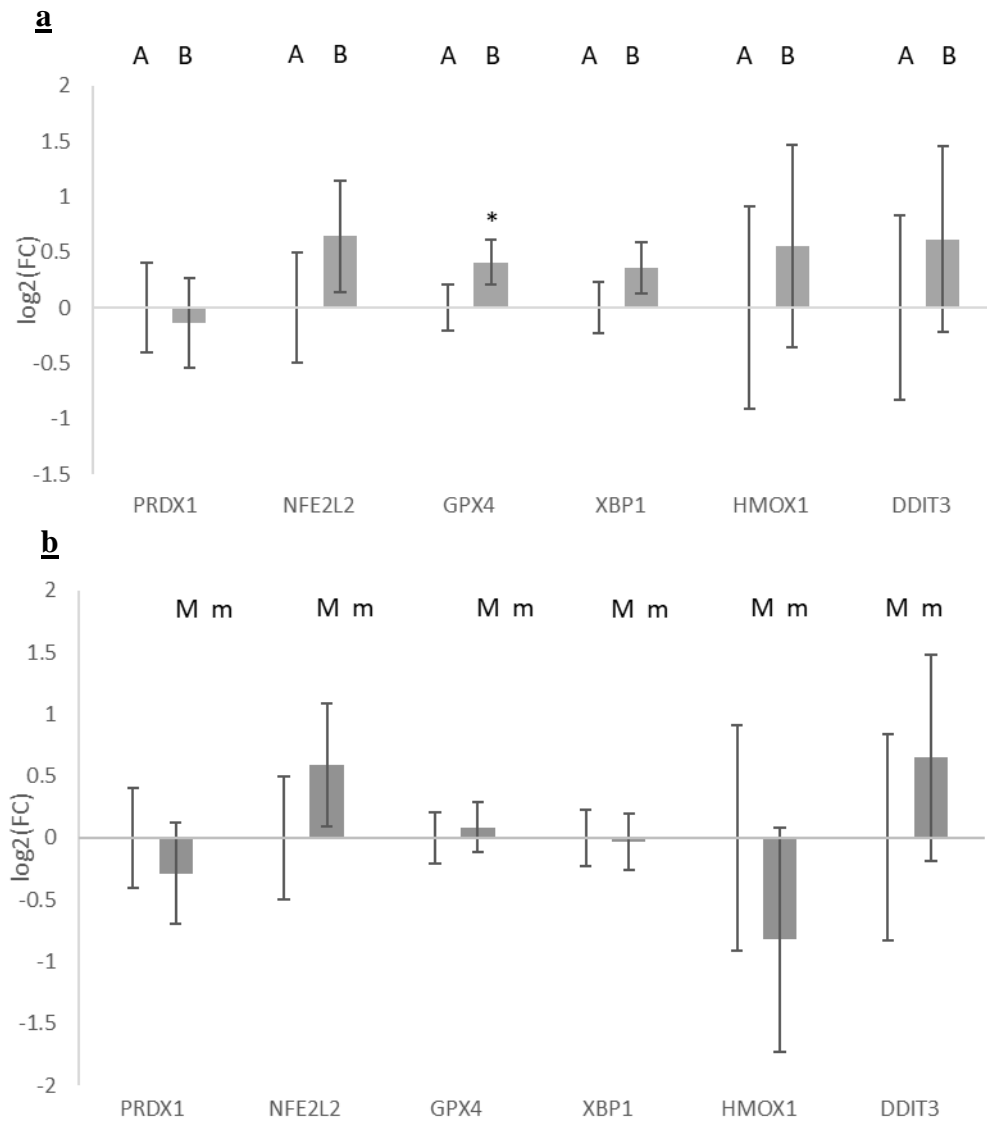 a
A B A B A B A B A B A B
2
1.5
1
*
0.5
0
-0.5
-1
-1.5
log2(FC)
PRDX1 NFE2L2 GPX4 XBP1 HMOX1 DDIT3
b
2
M m M m M m M m M m M m
1.5
1
0.5
0
-0.5
-1
-1.5
-2
log2(FC)
PRDX1 NFE2L2 GPX4 XBP1 HMOX1 DDIT3